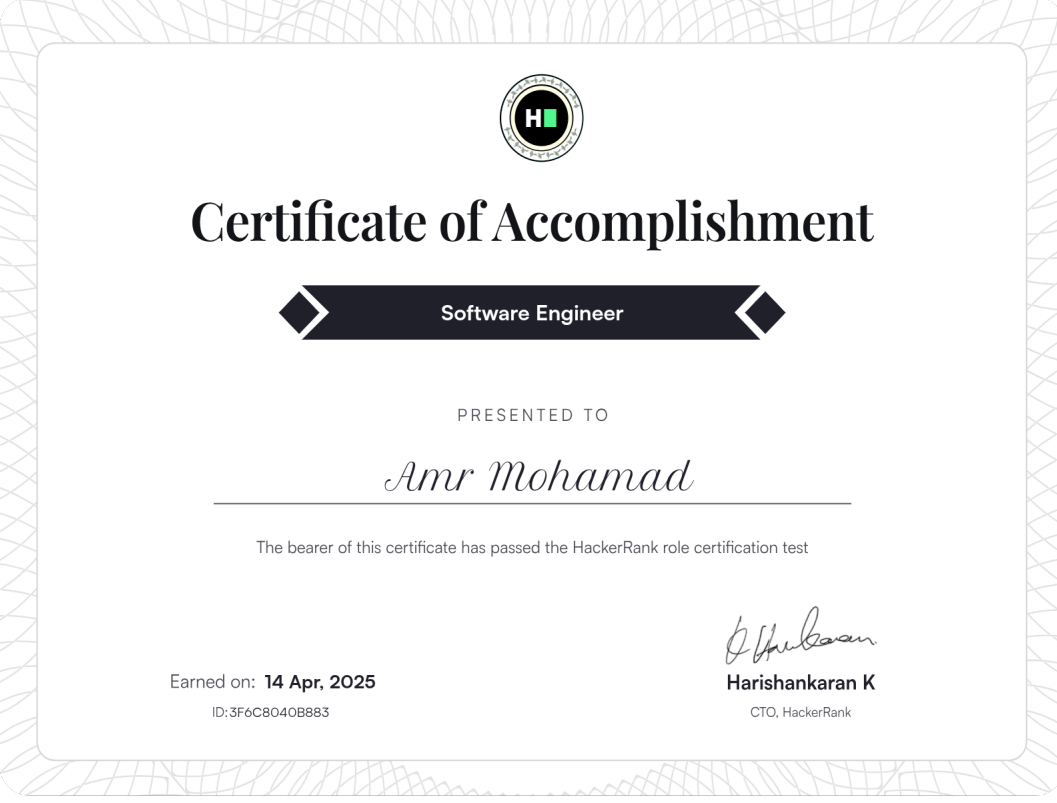 H
Certificate of Accomplishment
Software Engineer
PRESENTED TO
Amr Mohamad
The bearer of this certificate has passed the HackerRank role certification test
Earned on: 14 Apr, 2025
ID:3F6C8040B883
Harishankaran K
CTO, HackerRank